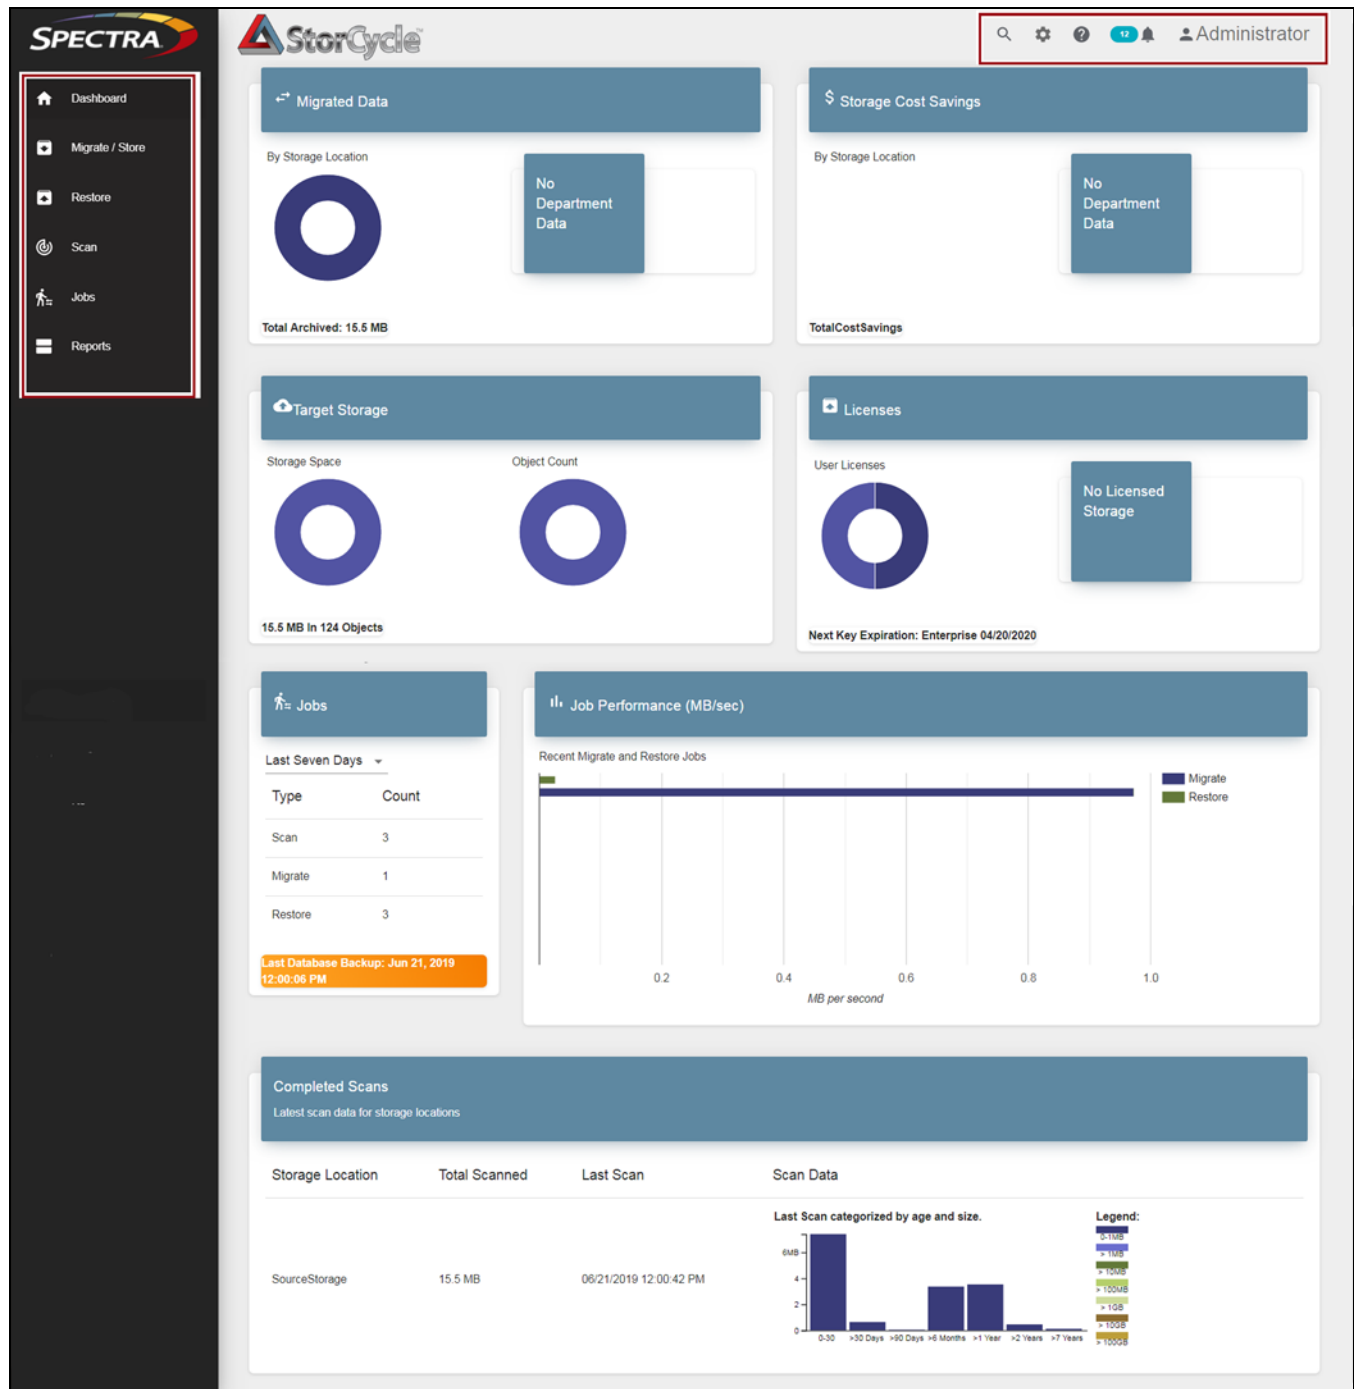 SPECTRA
StorCycle
12
Administrator
Dashboard
Migrate / Store
Restore
Scan
Jobs
Reports
Migrated Data
By Storage Location
No
Department
Data
Total Archived: 15.5 MB
$ Storage Cost Savings
By Storage Location
No
Department
Data
TotalCostSavings
Target Storage
Storage Space
Object Count
15.5 MB In 124 Objects
Licenses
User Licenses
No Licensed
Storage
Next Key Expiration: Enterprise 04/20/2020
Jobs
Last Seven Days
Type Count
Scan 3
Migrate 1
Restore 3
Last Database Backup: Jun 21, 2019
12:00:06 PM
Job Performance (MB/sec)
Recent Migrate and Restore Jobs
Migrate
Restore
0.2 0.4 0.6 0.8 1.0
MB per second
Completed Scans
Latest scan data for storage locations
Storage Location Total Scanned Last Scan Scan Data
SourceStorage 15.5 MB 06/21/2019 12:00:42 PM
Last Scan categorized by age and size.
6MB
4
2
0
0-30 >30 Days >90 Days >6 Months >1 Year >2 Years >7 Years
Legend:
0-1MB
> 1MB
> 10MB
> 100MB
> 1GB
> 10GB
> 100GB